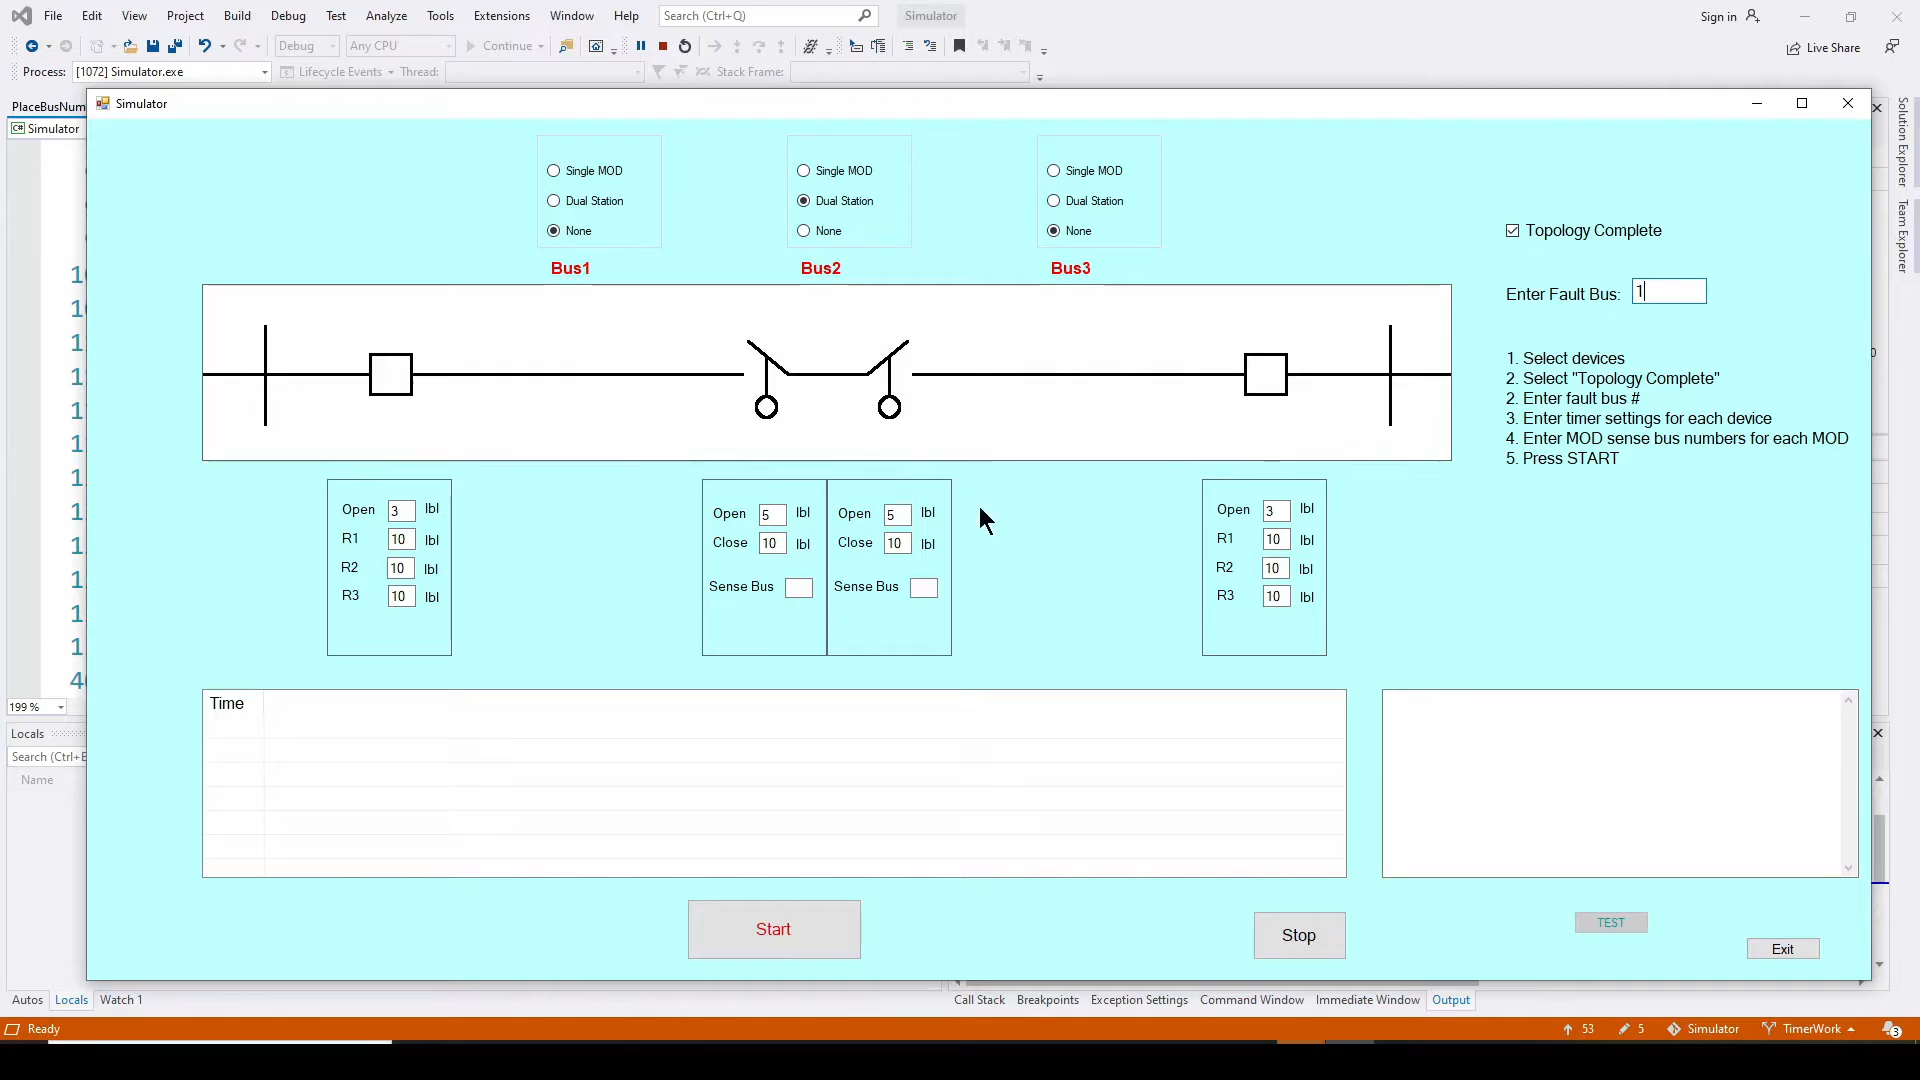 File Edit View Project Build Debug Test Analyze Tools Extensions Window Help Search (Ctrl+Q) Simulator Sign in
Debug Any CPU Continue Live Share
Process: [1072] Simulator.exe Lifecycle Events Thread: Stack Frame:
PlaceBusNum
Simulator
C# Simulator
Solution Explorer
Team Explorer
Single MOD
Dual Station
None
Single MOD
Dual Station
None
Single MOD
Dual Station
None
Bus1 Bus2 Bus3
Topology Complete
Enter Fault Bus: 1
1. Select devices
2. Select "Topology Complete"
2. Enter fault bus #
3. Enter timer settings for each device
4. Enter MOD sense bus numbers for each MOD
5. Press START
Open 3 lbl
R1 10 lbl
R2 10 lbl
R3 10 lbl
Open 5 lbl
Close 10 lbl
Sense Bus
Open 5 lbl
Close 10 lbl
Sense Bus
Open 3 lbl
R1 10 lbl
R2 10 lbl
R3 10 lbl
199 %
Locals
Search (Ctrl+E
Name
Time
Start
Stop
TEST
Exit
Autos Locals Watch 1 Call Stack Breakpoints Exception Settings Command Window Immediate Window Output
Ready 53 5 Simulator TimerWork 3